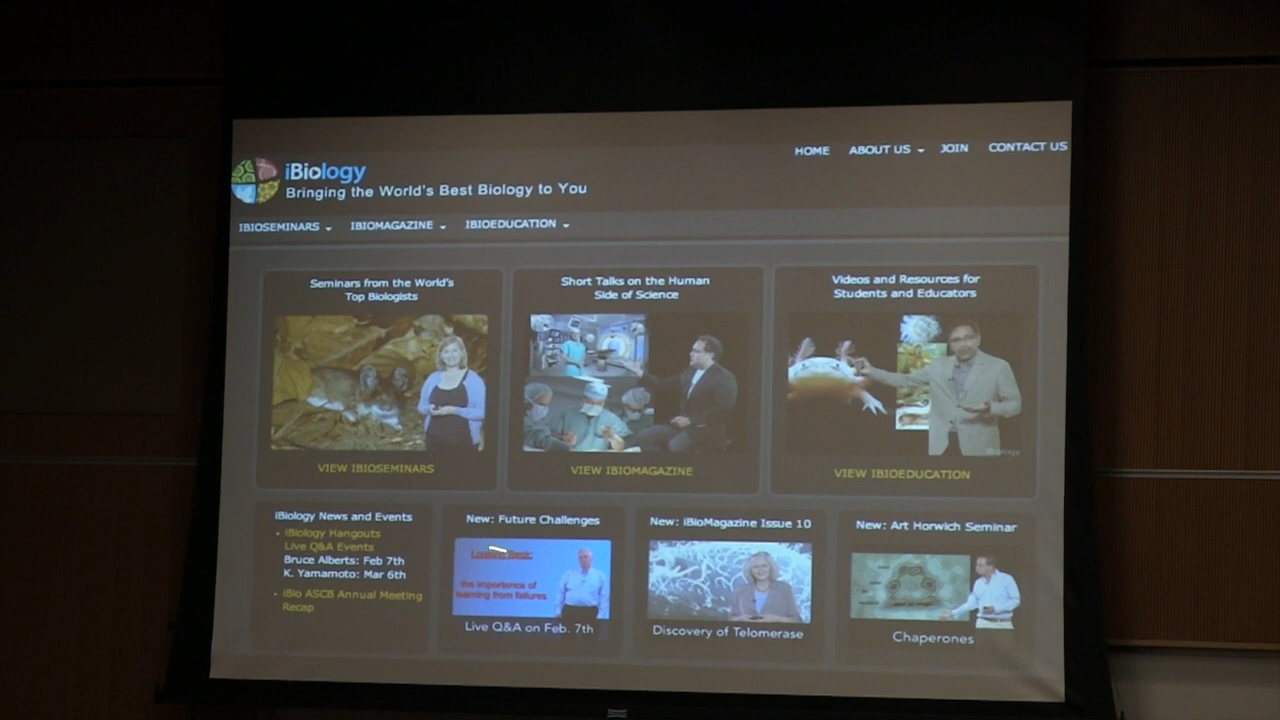 HOME ABOUT US JOIN CONTACT US
iBiology
Bringing the World's Best Biology to You
IBIOSEMINARS IBIOMAGAZINE IBIOEDUCATION
Seminars from the World's
Top Biologists
VIEW IBIOSEMINARS
Short Talks on the Human
Side of Science
VIEW IBIOMAGAZINE
Videos and Resources for
Students and Educators
iBiology
VIEW IBIOEDUCATION
iBiology News and Events
• iBiology Hangouts
Live Q&A Events
Bruce Alberts: Feb 7th
K. Yamamoto: Mar 6th
• iBio ASCB Annual Meeting
Recap
New: Future Challenges
the importance of
learning from failures
Live Q&A on Feb. 7th
New: iBioMagazine Issue 10
Discovery of Telomerase
New: Art Horwich Seminar
Chaperones